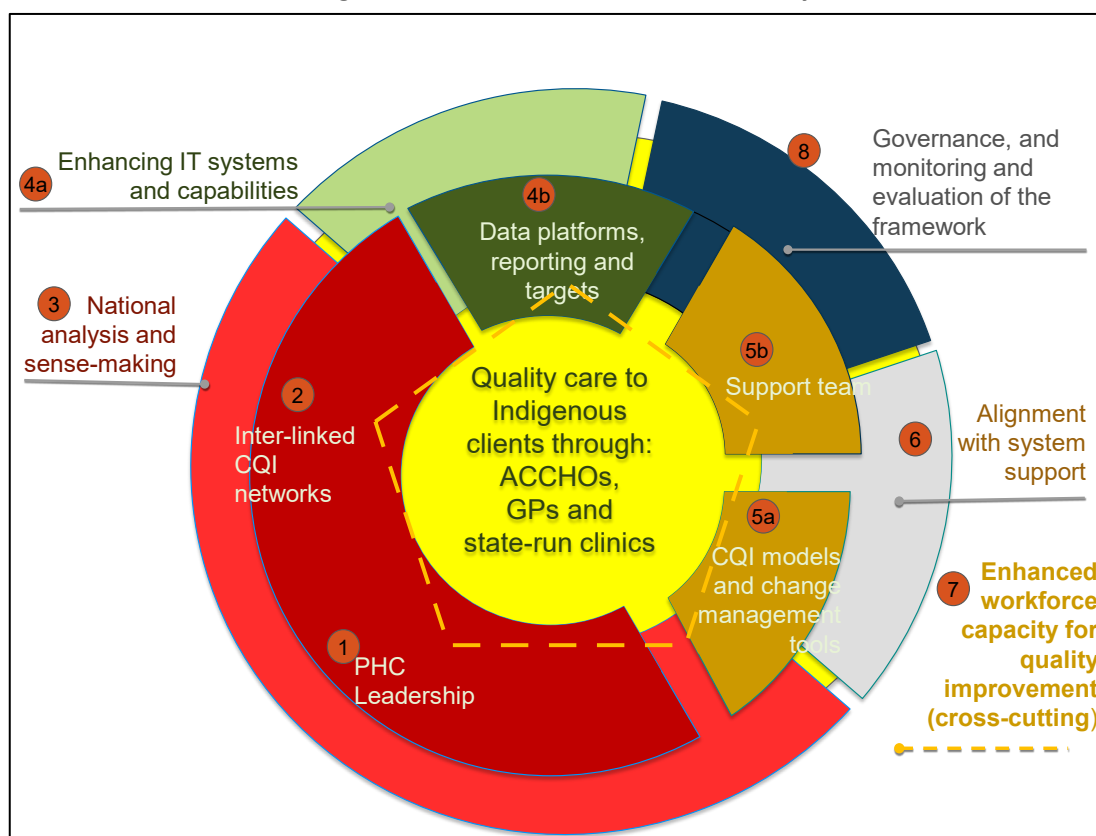 4a
Enhancing IT systems
and capabilities
4b
Data platforms,
reporting and
targets
8
Governance, and
monitoring and
evaluation of the
framework
3
National
analysis and
sense-making
2
Inter-linked
CQI
networks
1
PHC
Leadership
Quality care to
Indigenous
clients through:
ACCHOs,
GPs and
state-run clinics
5b
Support team
5a
CQI models
and change
management
tools
6
Alignment
with system
support
7
Enhanced
workforce
capacity for
quality
improvement
(cross-cutting)